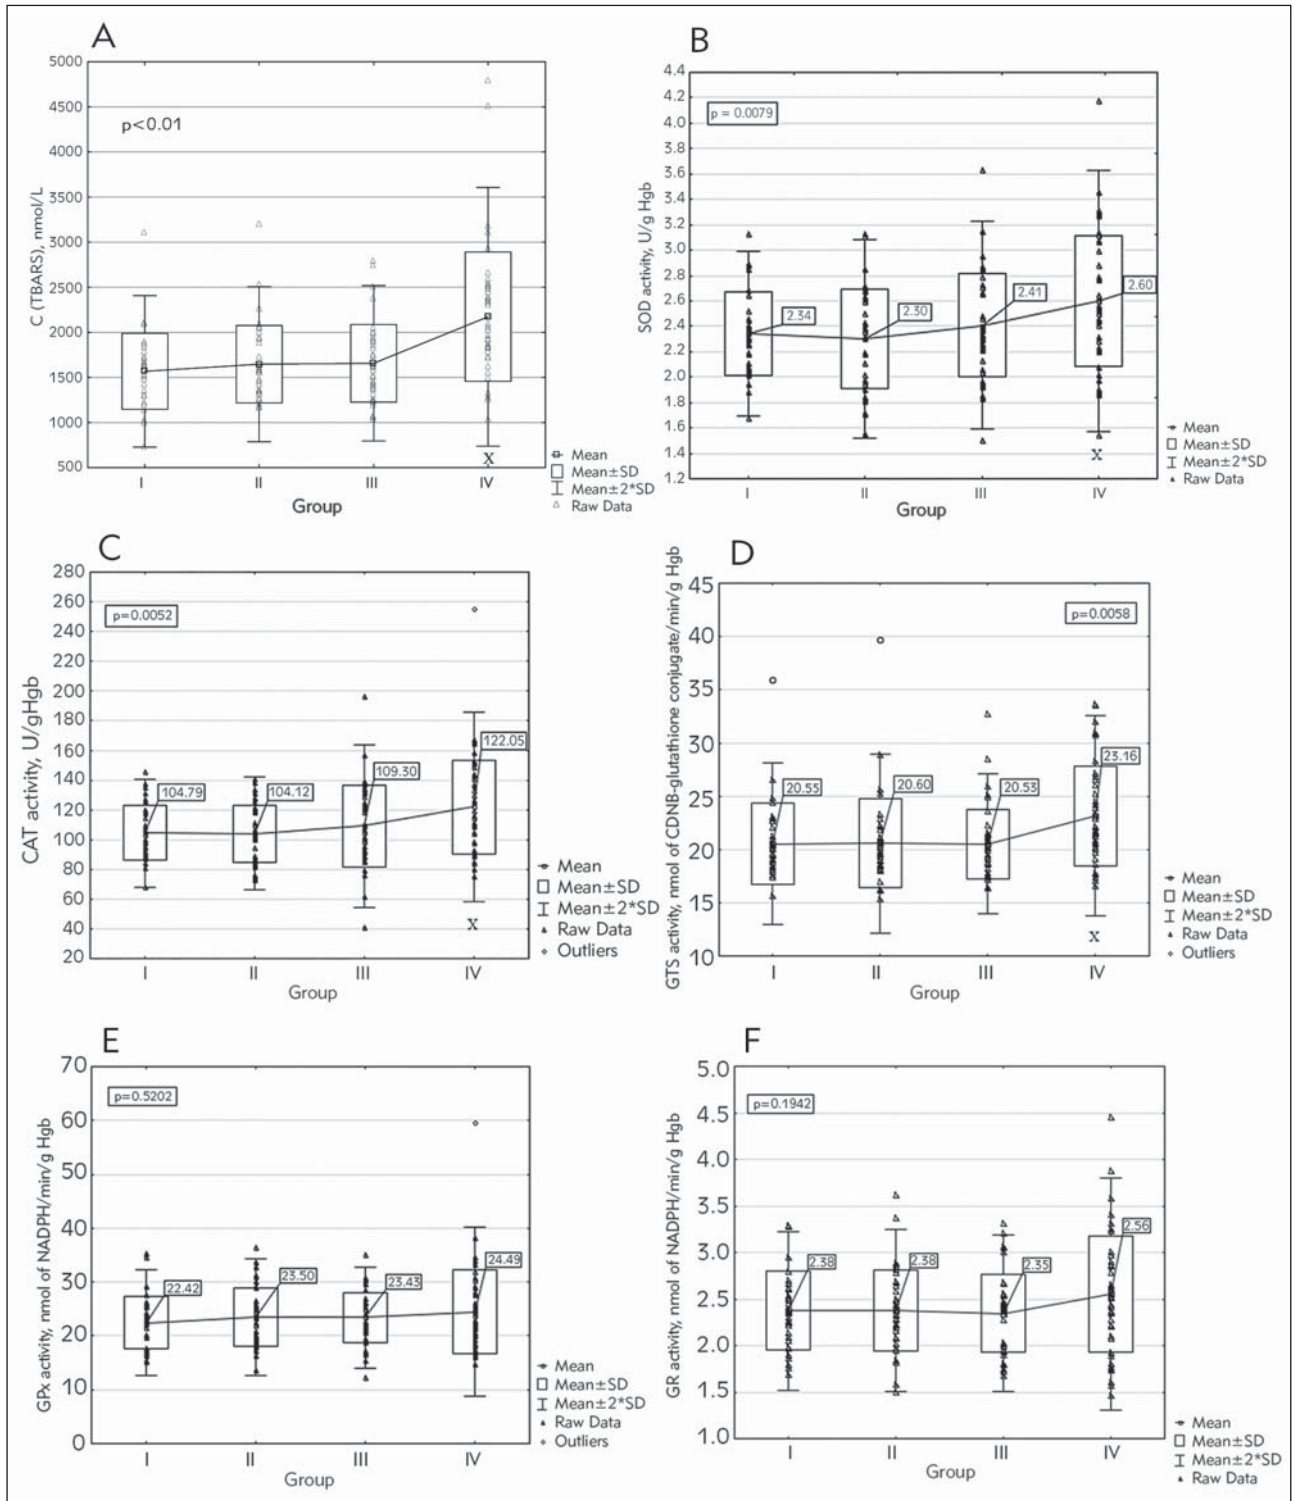 A
C (TBARS), nmol/L
5000
4500
4000
3500
3000
2500
2000
1500
1000
500
p<0.01
X
I II III IV
Group
Mean
Mean±SD
Mean±2*SD
Raw Data
B
SOD activity, U/g Hgb
4.4
4.2
4.0
3.8
3.6
3.4
3.2
3.0
2.8
2.6
2.4
2.2
2.0
1.8
1.6
1.4
1.2
p = 0.0079
2.34
2.30
2.41
2.60
X
I II III IV
Group
Mean
Mean±SD
Mean±2*SD
Raw Data
C
CAT activity, U/gHgb
280
260
240
220
200
180
160
140
120
100
80
60
40
20
p=0.0052
104.79
104.12
109.30
122.05
X
I II III IV
Group
Mean
Mean±SD
Mean±2*SD
Raw Data
Outliers
D
GTS activity, nmol of CDNB-glutathione conjugate/min/g Hgb
45
40
35
30
25
20
15
10
p=0.0058
20.55
20.60
20.53
23.16
X
I II III IV
Group
Mean
Mean±SD
Mean±2*SD
Raw Data
Outliers
E
GPx activity, nmol of NADPH/min/g Hgb
70
60
50
40
30
20
10
0
p=0.5202
22.42
23.50
23.43
24.49
I II III IV
Group
Mean
Mean±SD
Mean±2*SD
Raw Data
Outliers
F
GR activity, nmol of NADPH/min/g Hgb
5.0
4.5
4.0
3.5
3.0
2.5
2.0
1.5
1.0
p=0.1942
2.38
2.38
2.35
2.56
I II III IV
Group
Mean
Mean±SD
Mean±2*SD
Raw Data